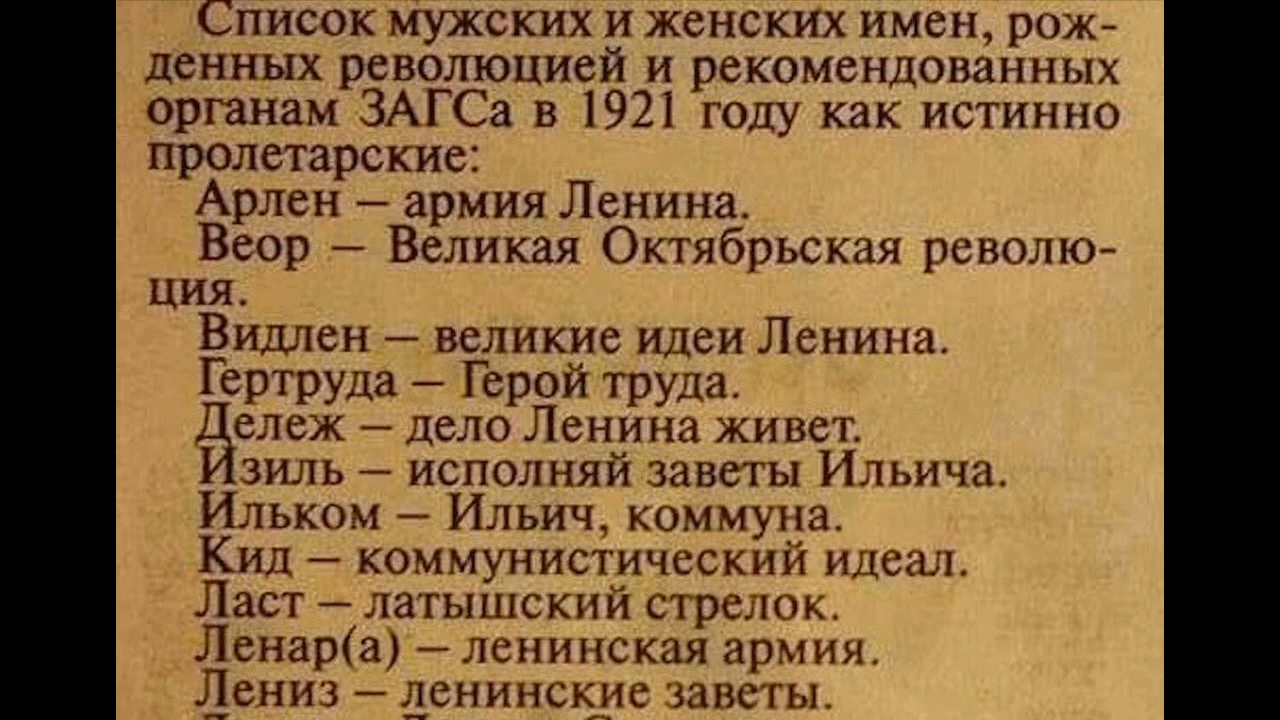 Список мужских и женских имен, рож-
денных революцией и рекомендованных
органам ЗАГСа в 1921 году как истинно
пролетарские:
Арлен – армия Ленина.
Веор – Великая Октябрьская револю-
ция.
Видлен – великие идеи Ленина.
Гертруда – Герой труда.
Дележ – дело Ленина живет.
Изиль – исполняй заветы Ильича.
Ильком – Ильич, коммуна.
Кид – коммунистический идеал.
Ласт – латышский стрелок.
Ленар(а) – ленинская армия.
Лениз – ленинские заветы.